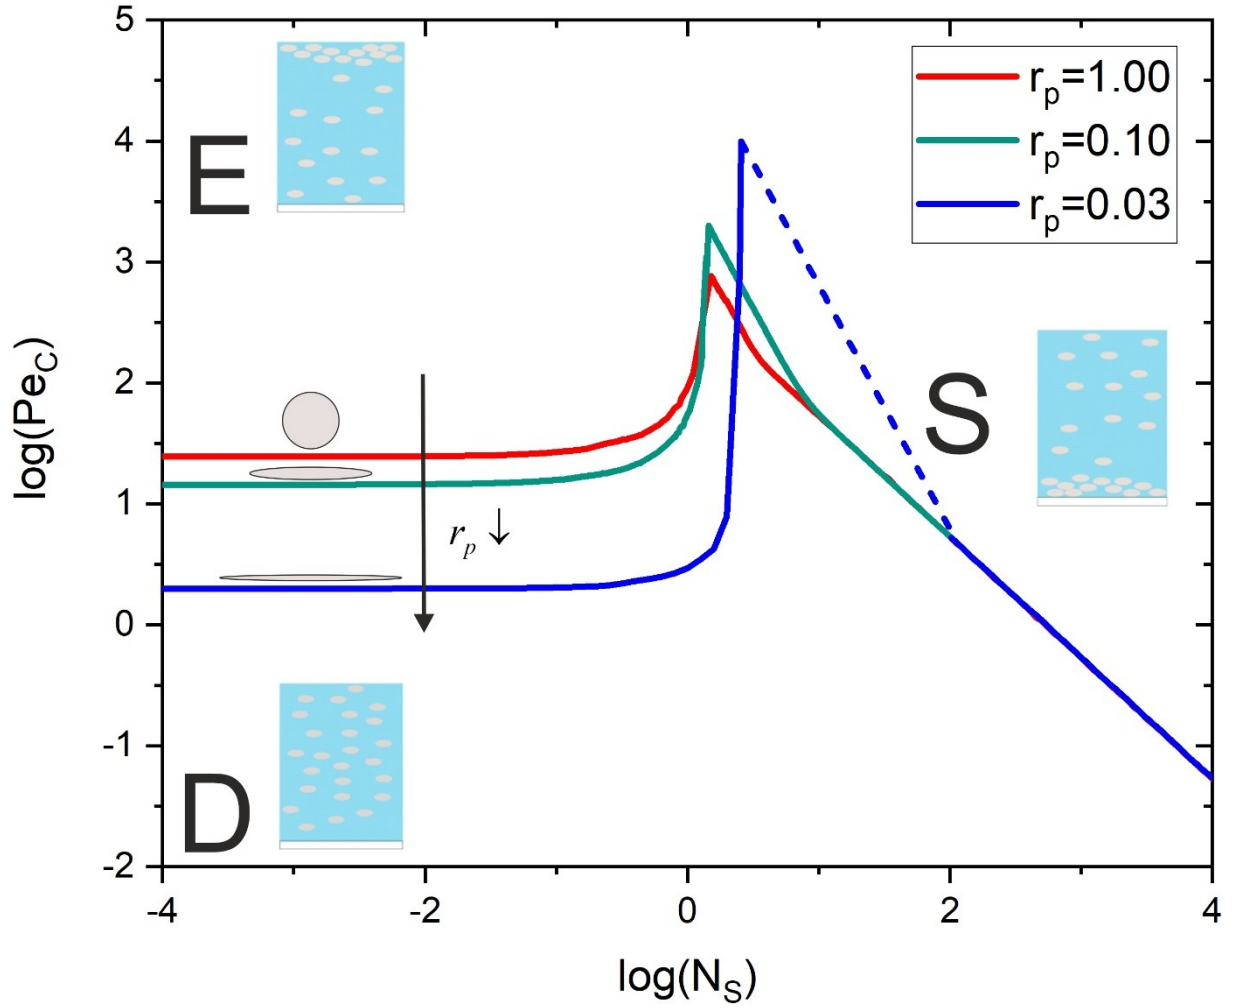 5
4
3
2
1
0
-1
-2
-4
-2
0
2
4
log(Pe_C)
log(N_S)
r_p=1.00
r_p=0.10
r_p=0.03
E
S
D
r_p ↓